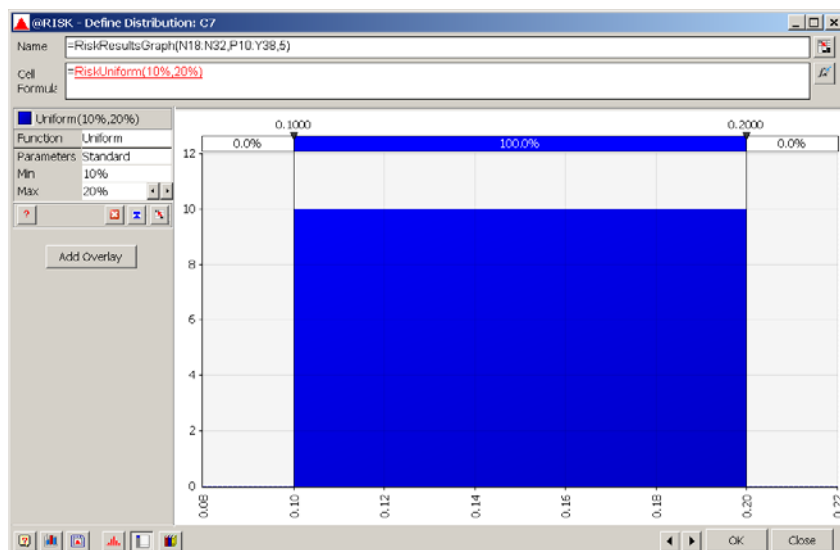 @RISK - Define Distribution: C7
Name =RiskResultsGraph(N18:N32,P10:Y38,5)
Cell Formula =RiskUniform(10%,20%)
Uniform(10%,20%)
Function Uniform
Parameters Standard
Min 10%
Max 20%
Add Overlay
0.1000 0.2000
0.0% 100.0% 0.0%
12
10
8
6
4
2
0
0.08 0.10 0.12 0.14 0.16 0.18 0.20 0.22
OK Close